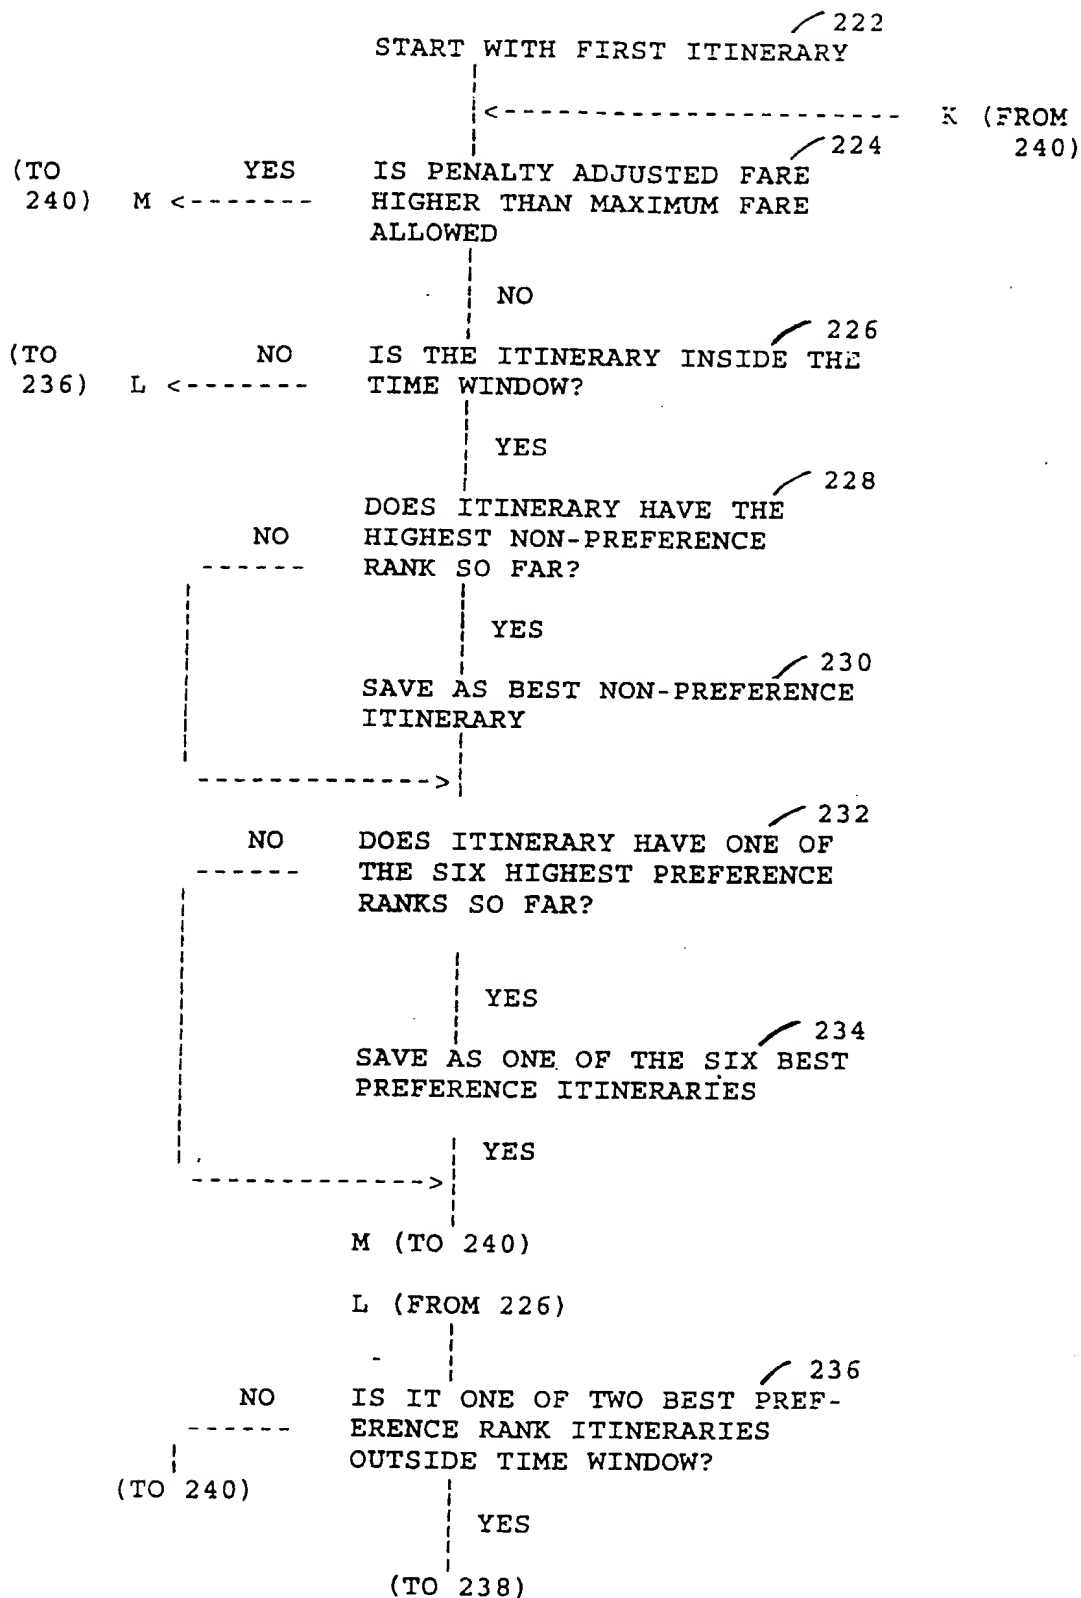 222
START WITH FIRST ITINERARY
K (FROM
240)
224
(TO YES IS PENALTY ADJUSTED FARE
240) M <------- HIGHER THAN MAXIMUM FARE
ALLOWED
NO
226
(TO NO IS THE ITINERARY INSIDE THE
236) L <------- TIME WINDOW?
YES
228
DOES ITINERARY HAVE THE
NO HIGHEST NON-PREFERENCE
RANK SO FAR?
YES
230
SAVE AS BEST NON-PREFERENCE
ITINERARY
232
NO DOES ITINERARY HAVE ONE OF
THE SIX HIGHEST PREFERENCE
RANKS SO FAR?
YES
234
SAVE AS ONE OF THE SIX BEST
PREFERENCE ITINERARIES
YES
M (TO 240)
L (FROM 226)
236
NO IS IT ONE OF TWO BEST PREF-
ERENCE RANK ITINERARIES
OUTSIDE TIME WINDOW?
(TO 240)
YES
(TO 238)